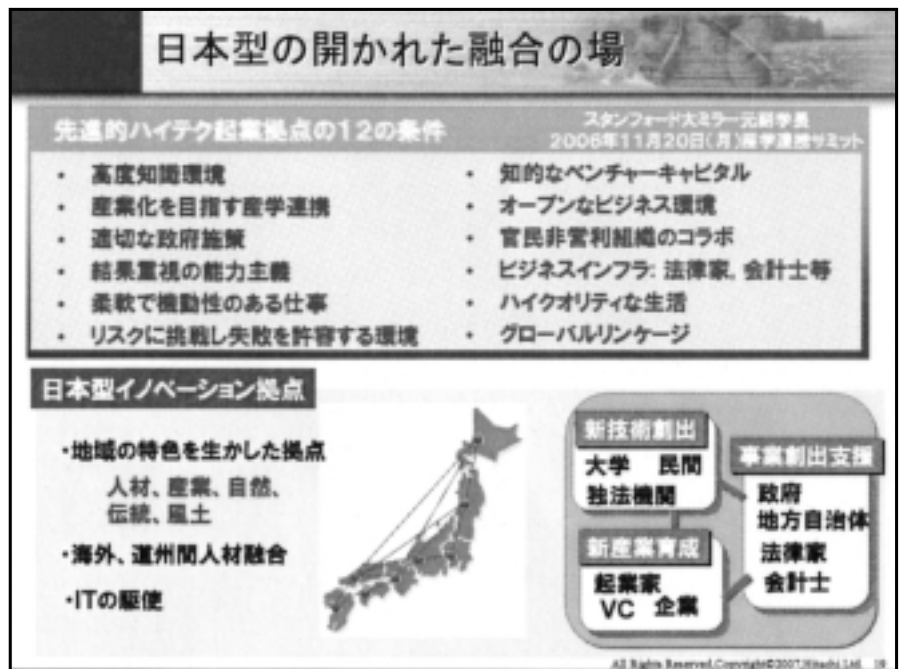 日本型の開かれた融合の場
先進的ハイテク起業拠点の12の条件
スタンフォード大ミラー元副学長
2006年11月20日(月)産学連携サミット
・ 高度知識環境
・ 産業化を目指す産学連携
・ 適切な政府施策
・ 結果重視の能力主義
・ 柔軟で機動性のある仕事
・ リスクに挑戦し失敗を許容する環境
・ 知的なベンチャーキャピタル
・ オープンなビジネス環境
・ 官民非営利組織のコラボ
・ ビジネスインフラ: 法律家, 会計士等
・ ハイクオリティな生活
・ グローバルリンケージ
日本型イノベーション拠点
・地域の特色を生かした拠点
人材、産業、自然、
伝統、風土
・海外、道州間人材融合
・ITの駆使
新技術創出
大学 民間
独法機関
新産業育成
起業家
VC 企業
事業創出支援
政府
地方自治体
法律家
会計士
All Rights Reserved,Copyright©2007,Hitachi Ltd. 19